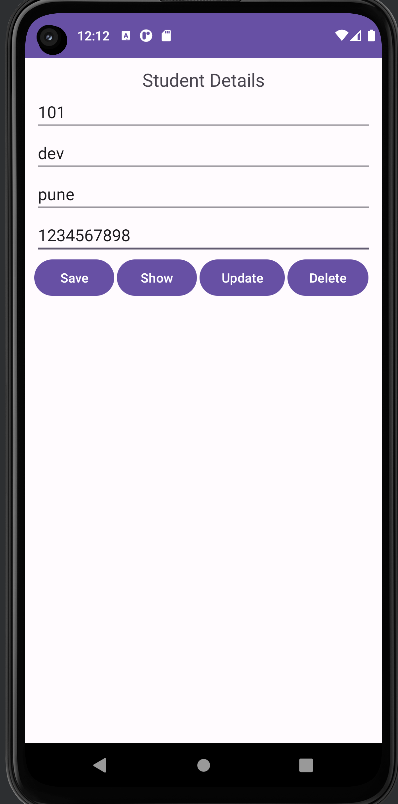 12:12
Student Details
101
dev
pune
1234567898
Save Show Update Delete